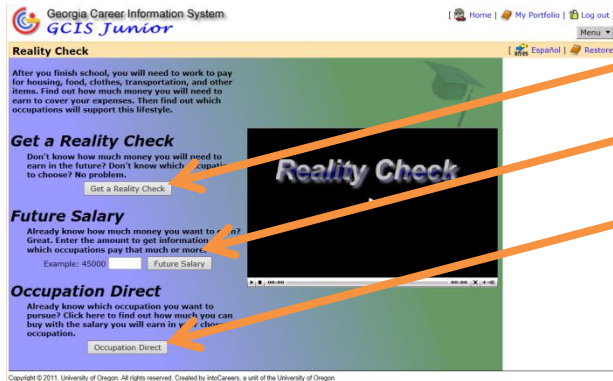 Georgia Career Information System
GCIS Junior
[ Home | My Portfolio | Log out ]
Menu
Reality Check
[ Español | Restore
After you finish school, you will need to work to pay
for housing, food, clothes, transportation, and other
items. Find out how much money you will need to
earn to cover your expenses. Then find out which
occupations will support this lifestyle.
Get a Reality Check
Don't know how much money you will need to
earn in the future? Don't know which
to choose? No problem.
Get a Reality Check
Reality Check
Future Salary
Already know how much money you want to
Great. Enter the amount to get information
which occupations pay that much or more.
Example: 45000
Future Salary
00:00 00:00
Occupation Direct
Already know which occupation you want to
pursue? Click here to find out how much you can
buy with the salary you will earn in your
occupation.
Occupation Direct
Copyright © 2011, University of Oregon. All rights reserved. Created by intoCareers, a unit of the University of Oregon.